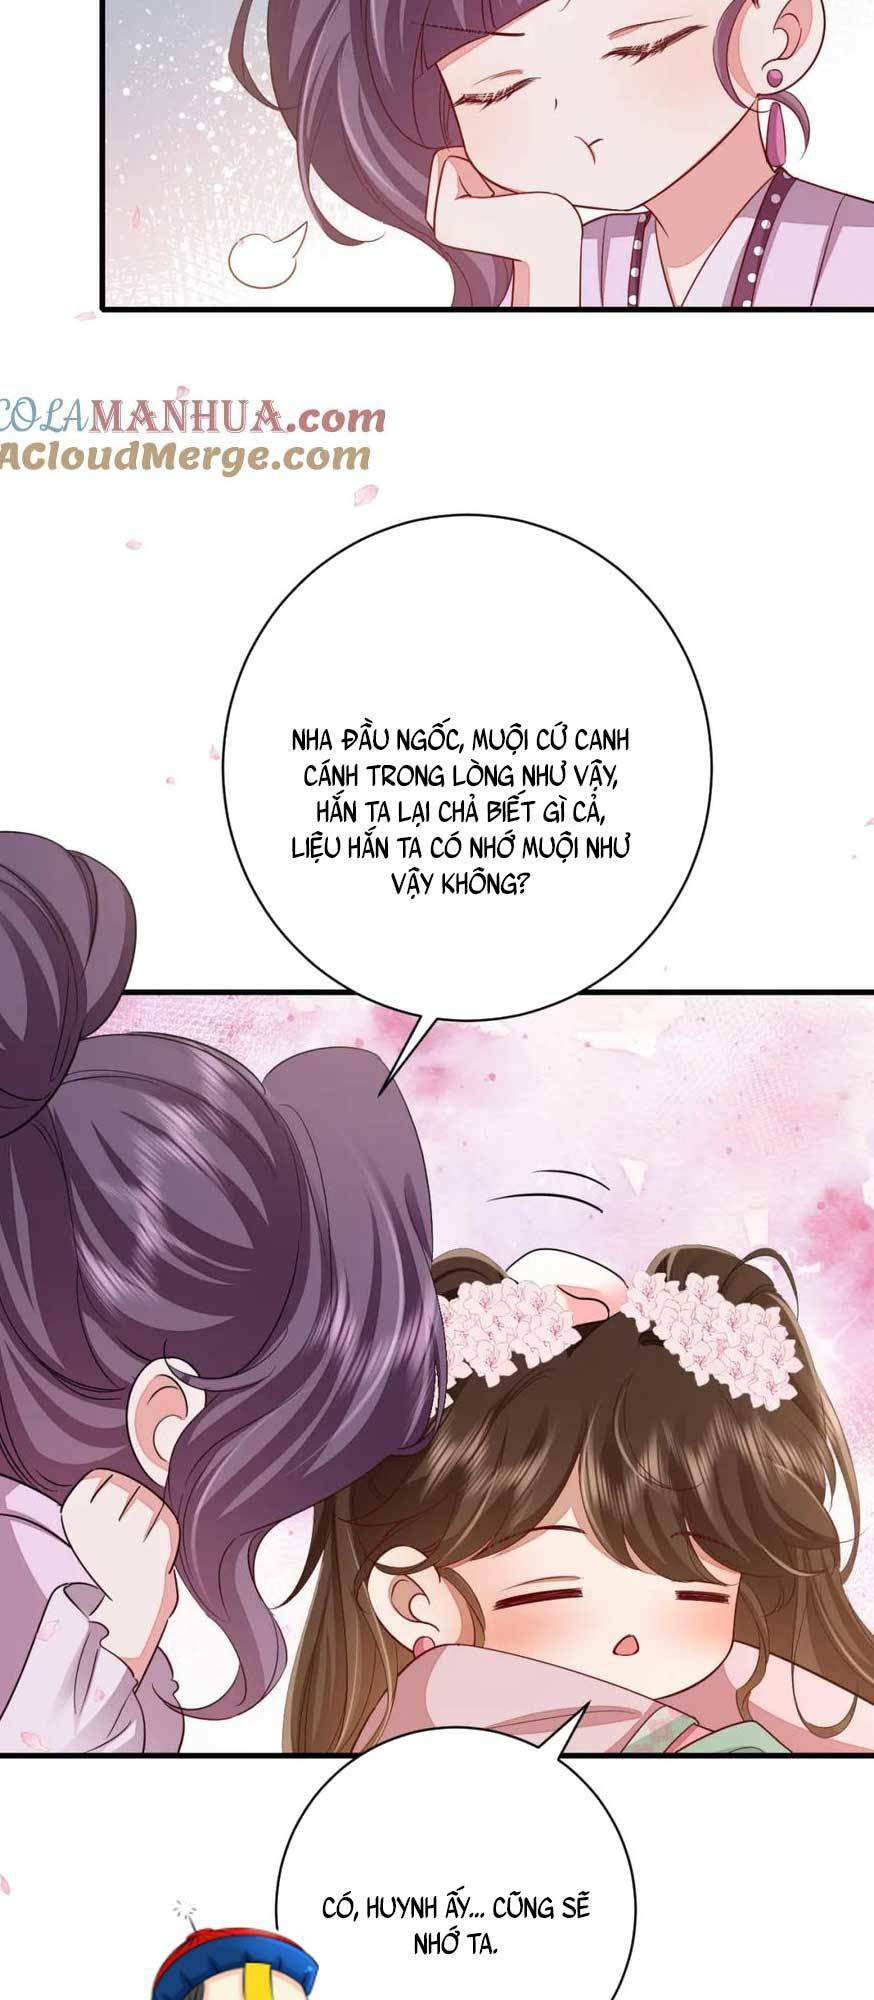 COLAMANHUA.com
ACloudMerge.com
NHA ĐẦU NGỐC, MUỘI CỨ CANH
CÁNH TRONG LÒNG NHƯ VẬY,
HẮN TA LẠI CHẢ BIẾT GÌ CẢ,
LIỆU HẮN TA CÓ NHỚ MUỘI NHƯ
VẬY KHÔNG?
CÓ, HUYNH ẤY... CŨNG SẼ
NHỚ TA.